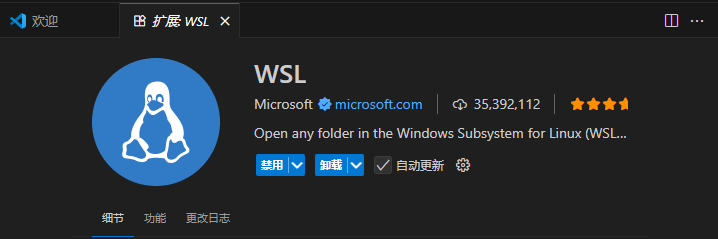 欢迎
扩展: WSL
WSL
Microsoft microsoft.com 35,392,112
Open any folder in the Windows Subsystem for Linux (WSL...
禁用 卸载 自动更新
细节 功能 更改日志